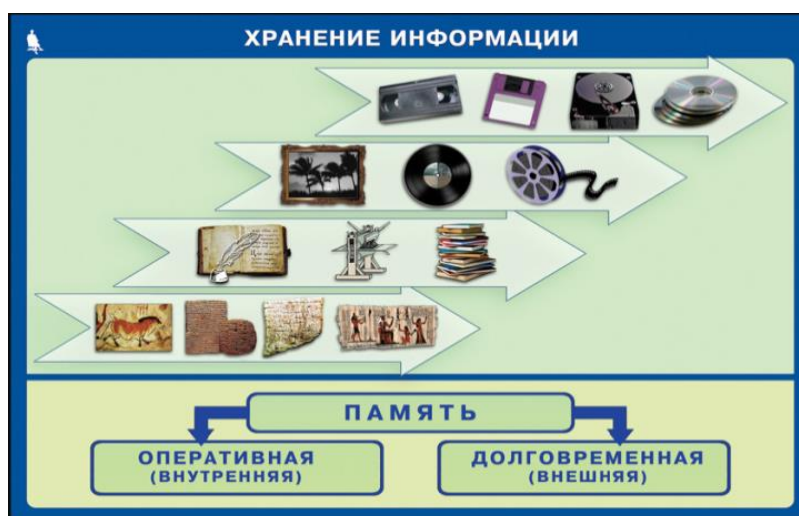 ХРАНЕНИЕ ИНФОРМАЦИИ
ПАМЯТЬ
ОПЕРАТИВНАЯ
(ВНУТРЕННЯЯ)
ДОЛГОВРЕМЕННАЯ
(ВНЕШНЯЯ)